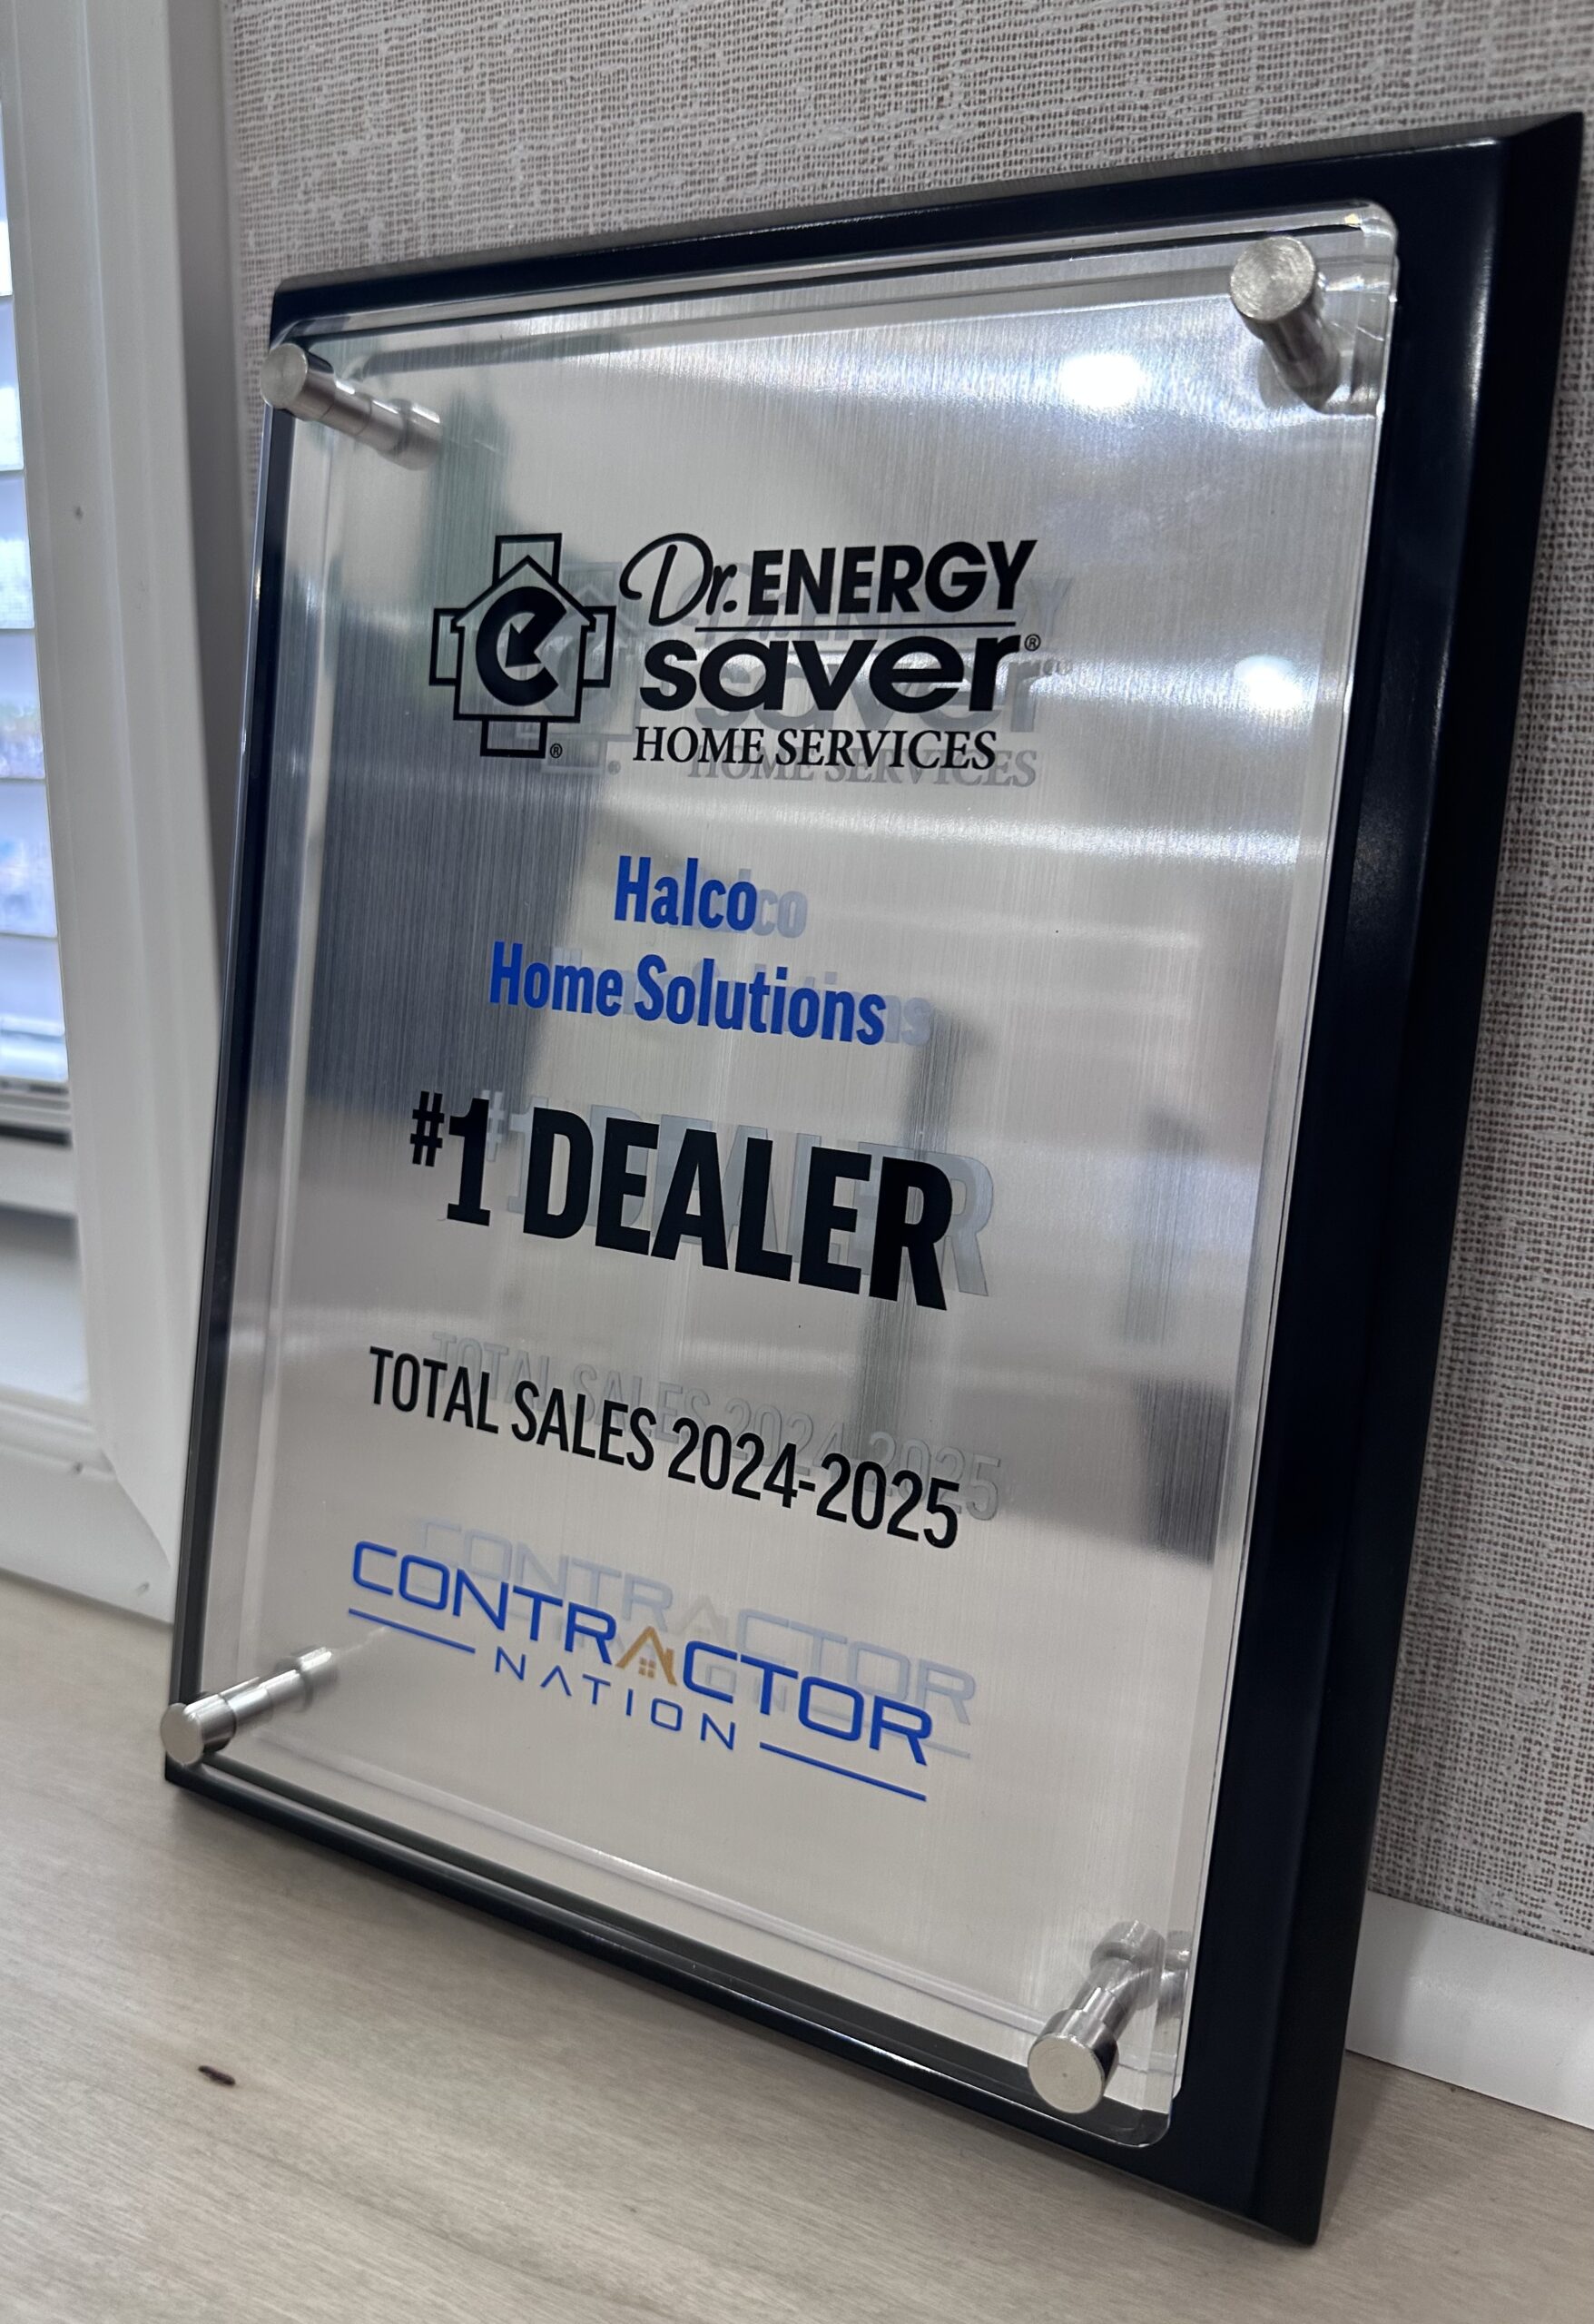 Dr. ENERGY
saver®
HOME SERVICES
®
Halco
Home Solutions
#1 DEALER
TOTAL SALES 2024-2025
CONTRACTOR
NATION